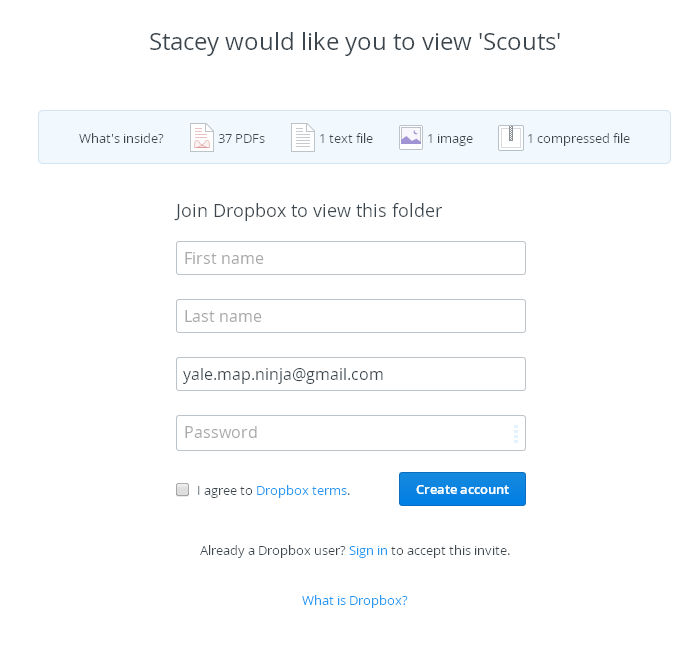 Stacey would like you to view 'Scouts'
What's inside? 37 PDFs 1 text file 1 image 1 compressed file
Join Dropbox to view this folder
First name
Last name
yale.map.ninja@gmail.com
Password
I agree to Dropbox terms. Create account
Already a Dropbox user? Sign in to accept this invite.
What is Dropbox?